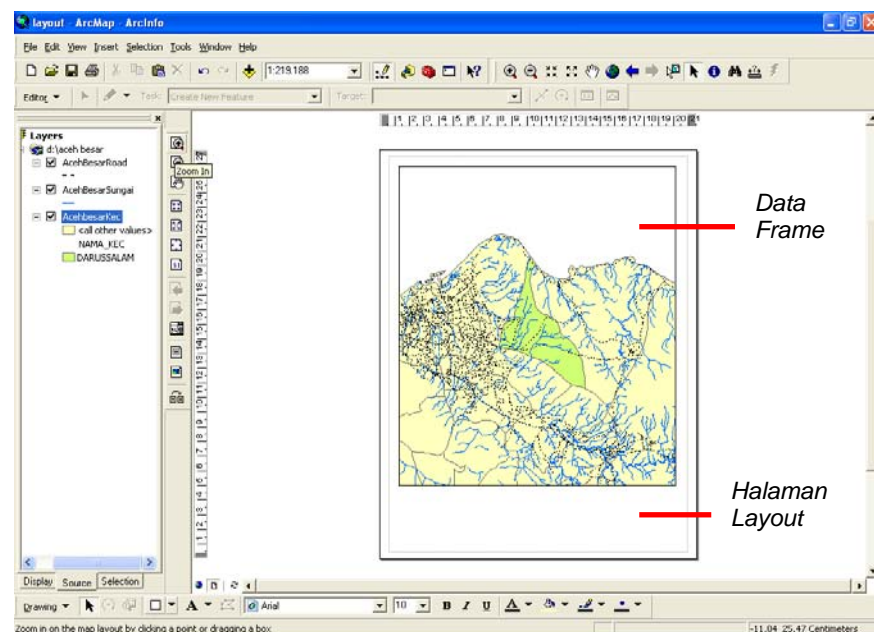 layout - ArcMap - ArcInfo
File Edit View Insert Selection Tools Window Help
1:219.188
Editor Task: Create New Feature Target:
Layers
d:\aceh besar
AcehBesarRoad
AcehBesarSungai
AcehbesarKec
<all other values>
NAMA_KEC
DARUSSALAM
Zoom In
Data
Frame
Halaman
Layout
Display Source Selection
Drawing A Arial 10 B I U A
Zoom in on the map layout by clicking a point or dragging a box
-11.04 25.47 Centimeters